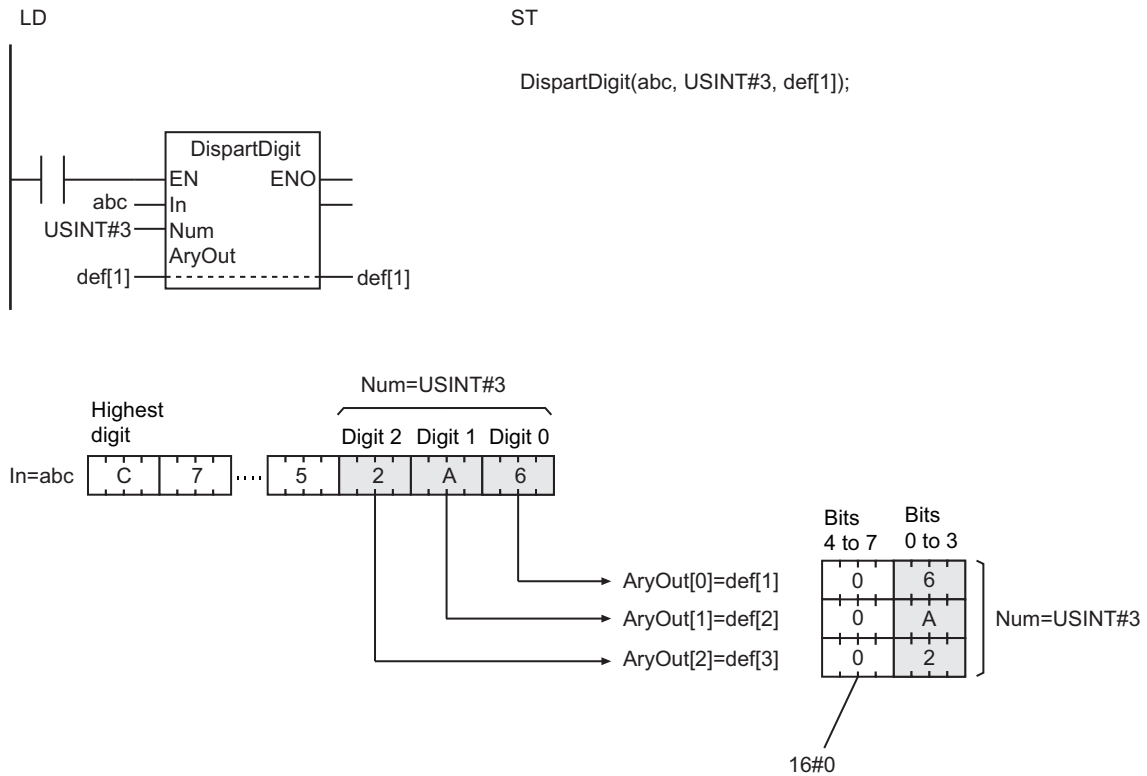 LD
ST
DispartDigit(abc, USINT#3, def[1]);
DispartDigit
EN ENO
abc In
USINT#3 Num
AryOut
def[1] def[1]
Num=USINT#3
Highest
digit
Digit 2 Digit 1 Digit 0
In=abc C 7 5 2 A 6
Bits
4 to 7
Bits
0 to 3
AryOut[0]=def[1] 0 6
AryOut[1]=def[2] 0 A Num=USINT#3
AryOut[2]=def[3] 0 2
16#0